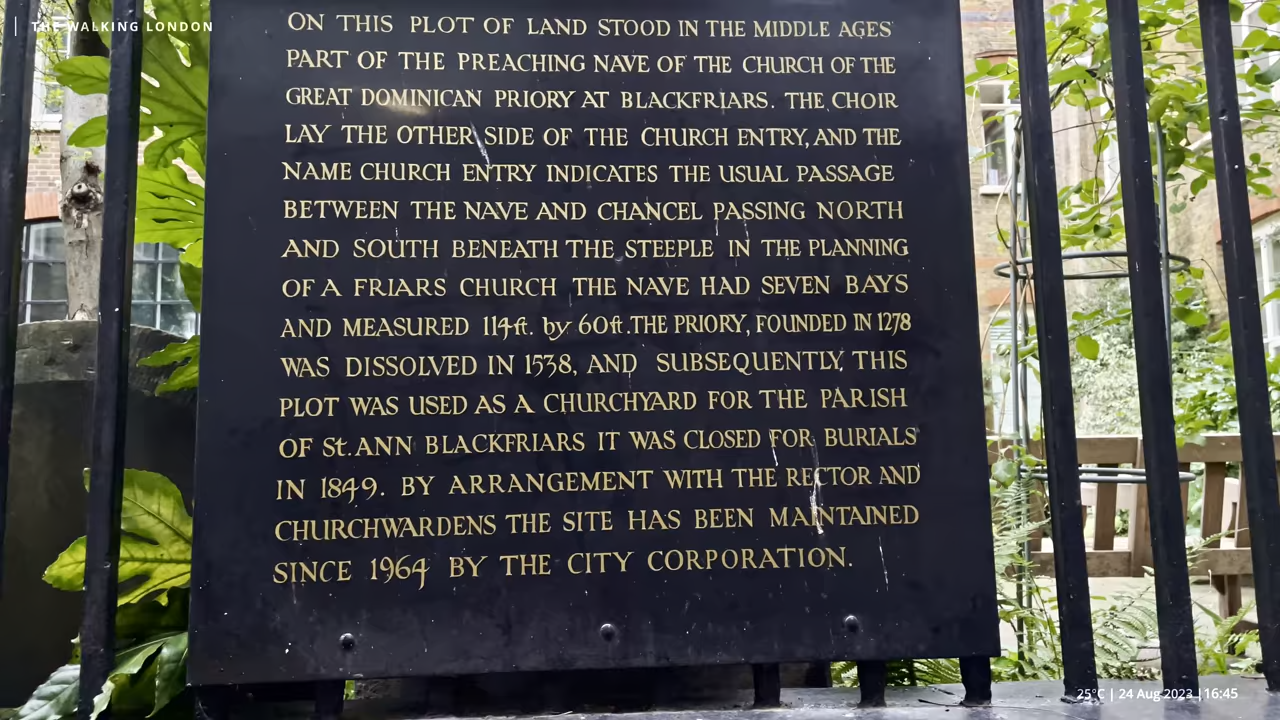 THE WALKING LONDON
ON THIS PLOT OF LAND STOOD IN THE MIDDLE AGES
PART OF THE PREACHING NAVE OF THE CHURCH OF THE
GREAT DOMINICAN PRIORY AT BLACKFRIARS. THE CHOIR
LAY THE OTHER SIDE OF THE CHURCH ENTRY, AND THE
NAME CHURCH ENTRY INDICATES THE USUAL PASSAGE
BETWEEN THE NAVE AND CHANCEL PASSING NORTH
AND SOUTH BENEATH THE STEEPLE IN THE PLANNING
OF A FRIARS CHURCH THE NAVE HAD SEVEN BAYS
AND MEASURED 114ft. by 60ft. THE PRIORY, FOUNDED IN 1278
WAS DISSOLVED IN 1538, AND SUBSEQUENTLY, THIS
PLOT WAS USED AS A CHURCHYARD FOR THE PARISH
OF St. ANN BLACKFRIARS IT WAS CLOSED FOR BURIALS
IN 1849. BY ARRANGEMENT WITH THE RECTOR AND
CHURCHWARDENS THE SITE HAS BEEN MAINTAINED
SINCE 1964 BY THE CITY CORPORATION.
25°C | 24 Aug 2023 | 16:45